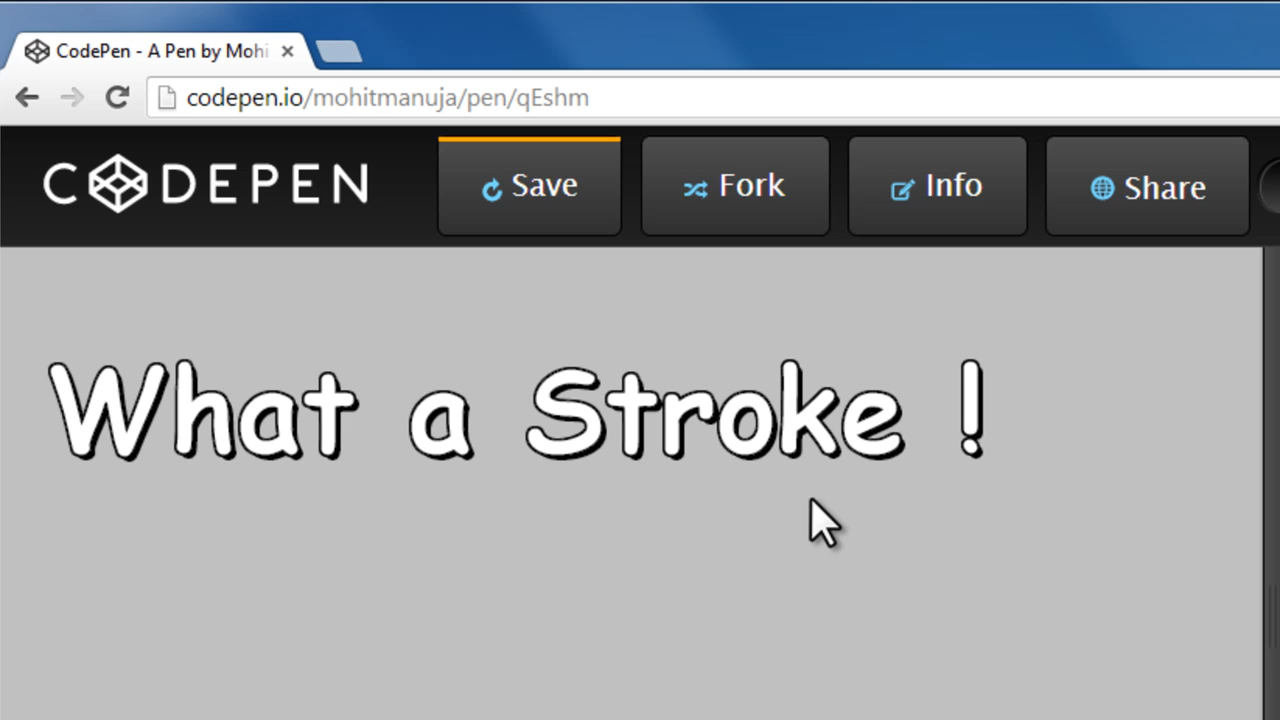 CodePen - A Pen by Mohi
codepen.io/mohitmanuja/pen/qEshm
CODEPEN Save Fork Info Share
What a Stroke !